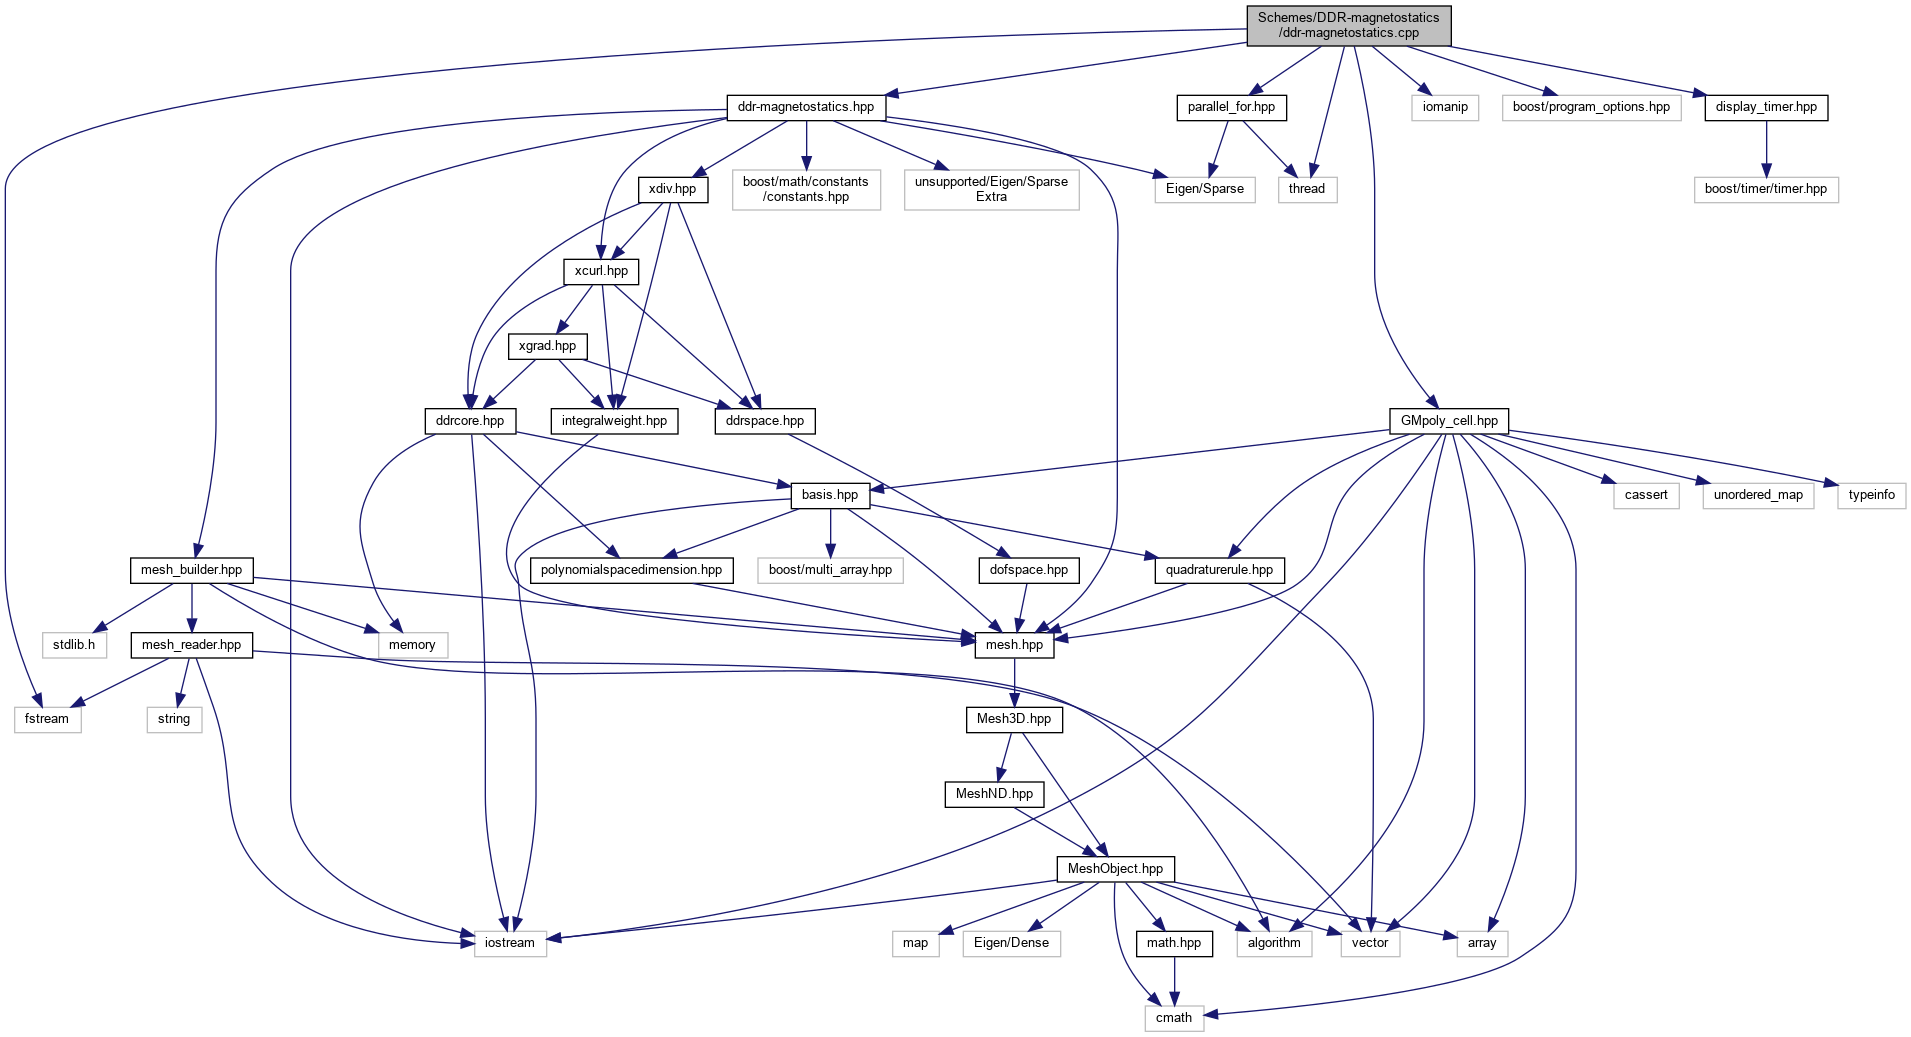 Schemes/DDR-magnetostatics
/ddr-magnetostatics.cpp
ddr-magnetostatics.hpp
parallel_for.hpp
iomanip
boost/program_options.hpp
display_timer.hpp
xdiv.hpp
boost/math/constants
/constants.hpp
unsupported/Eigen/Sparse
Extra
Eigen/Sparse
thread
boost/timer/timer.hpp
xcurl.hpp
xgrad.hpp
ddrcore.hpp
integralweight.hpp
ddrspace.hpp
GMpoly_cell.hpp
basis.hpp
cassert
unordered_map
typeinfo
mesh_builder.hpp
polynomialspacedimension.hpp
boost/multi_array.hpp
dofspace.hpp
quadraturerule.hpp
stdlib.h
mesh_reader.hpp
memory
mesh.hpp
fstream
string
Mesh3D.hpp
MeshND.hpp
MeshObject.hpp
iostream
map
Eigen/Dense
math.hpp
algorithm
vector
array
cmath